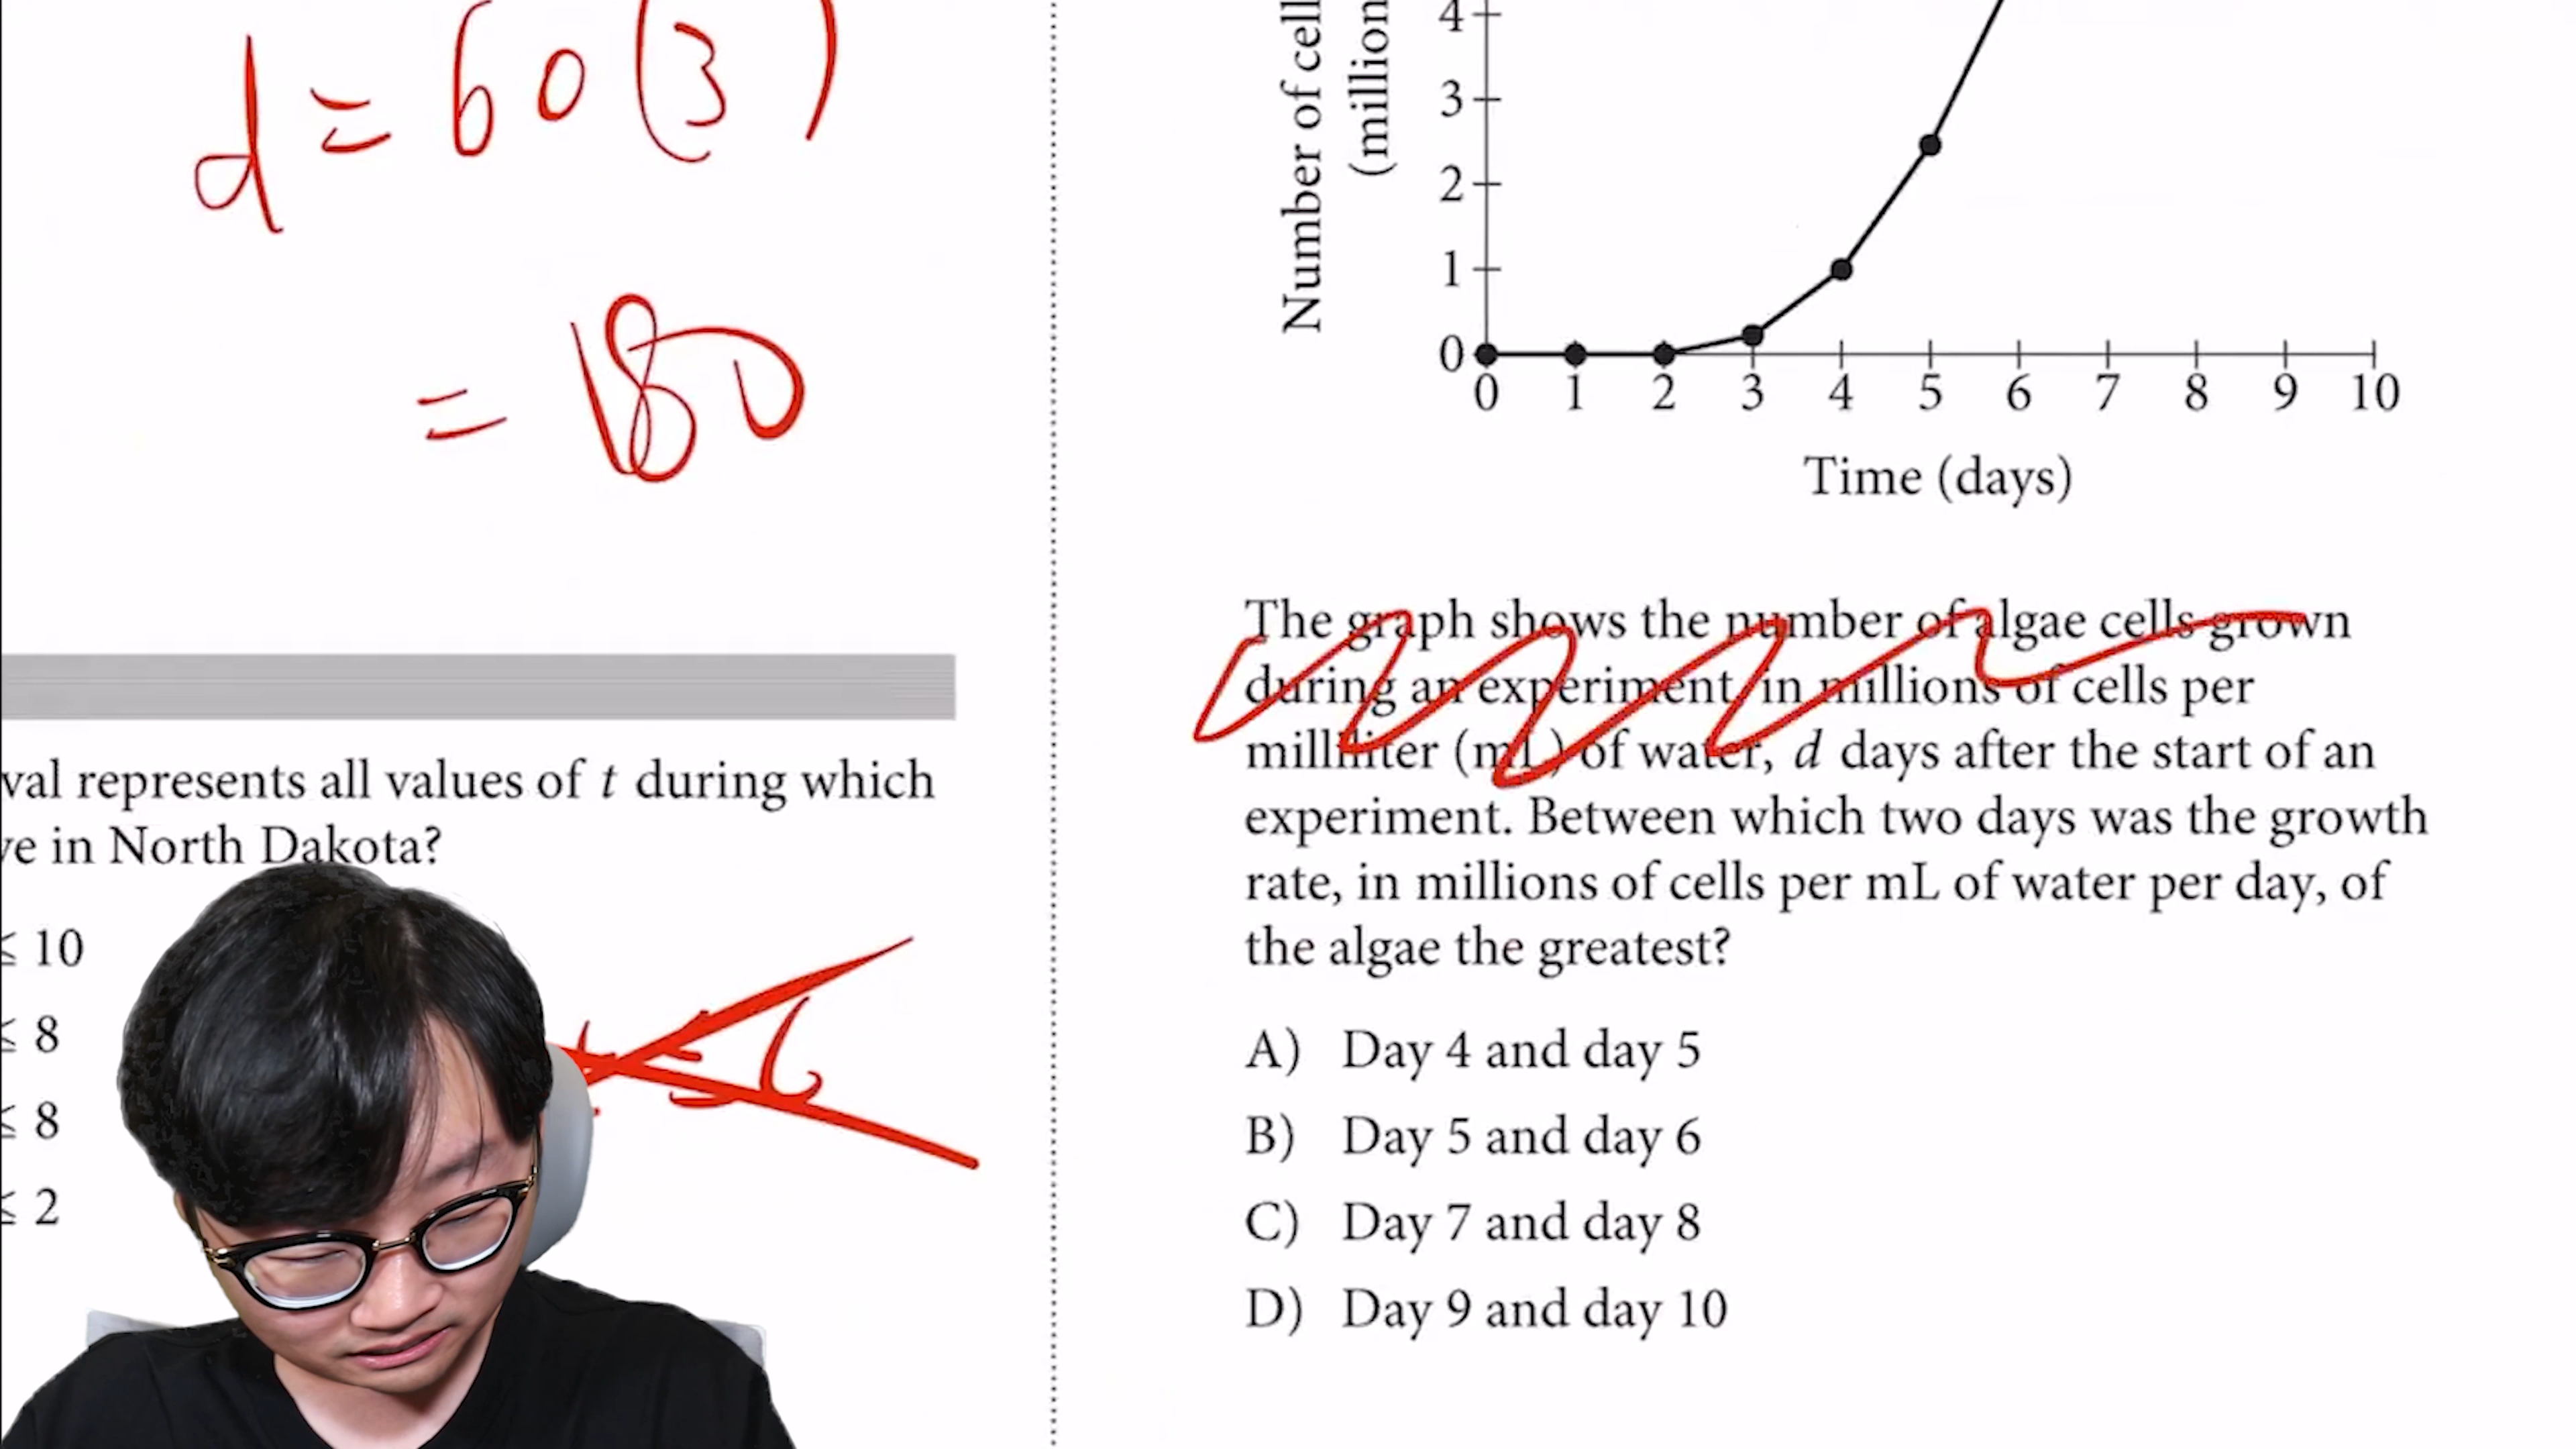 d = 60(3)
= 180
val represents all values of t during which
ve in North Dakota?
≤ 10
≤ 8
≤ 8
≤ 2
Number of cell
(million
4
3
2
1
0
0 1 2 3 4 5 6 7 8 9 10
Time (days)
The graph shows the number of algae cells grown
during an experiment, in millions of cells per
milliliter (mL) of water, d days after the start of an
experiment. Between which two days was the growth
rate, in millions of cells per mL of water per day, of
the algae the greatest?
A) Day 4 and day 5
B) Day 5 and day 6
C) Day 7 and day 8
D) Day 9 and day 10